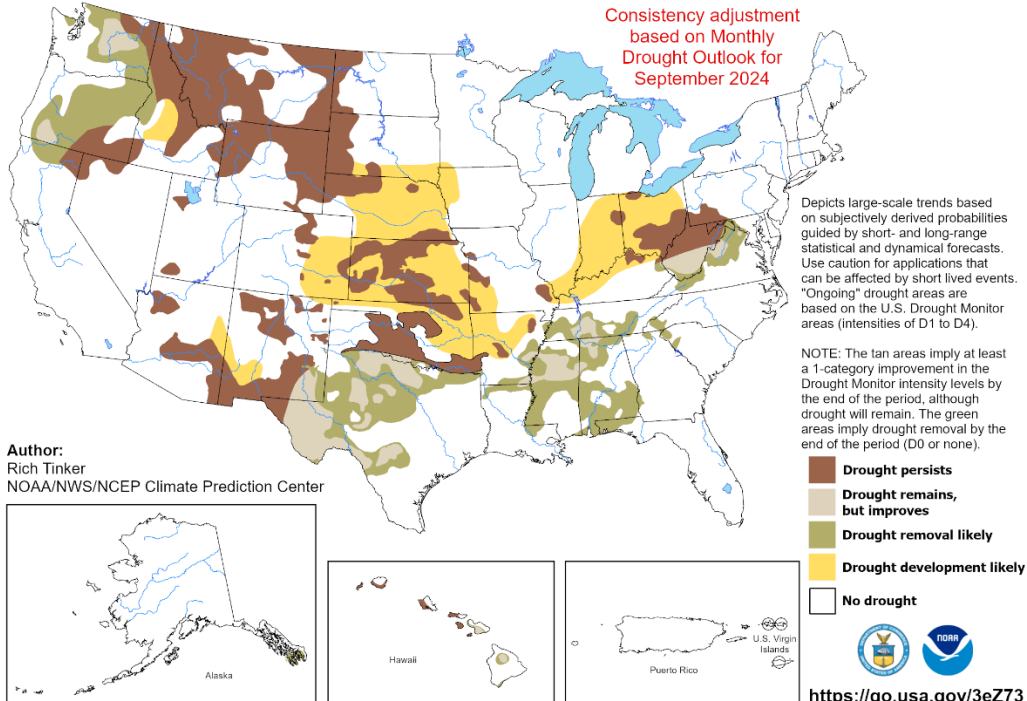 Consistency adjustment
based on Monthly
Drought Outlook for
September 2024
Depicts large-scale trends based
on subjectively derived probabilities
guided by short- and long-range
statistical and dynamical forecasts.
Use caution for applications that
can be affected by short lived events.
"Ongoing" drought areas are
based on the U.S. Drought Monitor
areas (intensities of D1 to D4).
NOTE: The tan areas imply at least
a 1-category improvement in the
Drought Monitor intensity levels by
the end of the period, although
drought will remain. The green
areas imply drought removal by the
end of the period (D0 or none).
Author:
Rich Tinker
NOAA/NWS/NCEP Climate Prediction Center
Drought persists
Drought remains,
but improves
Drought removal likely
Drought development likely
No drought
Alaska
Hawaii
Puerto Rico
U.S. Virgin
Islands
NOAA
https://go.usa.gov/3eZ73